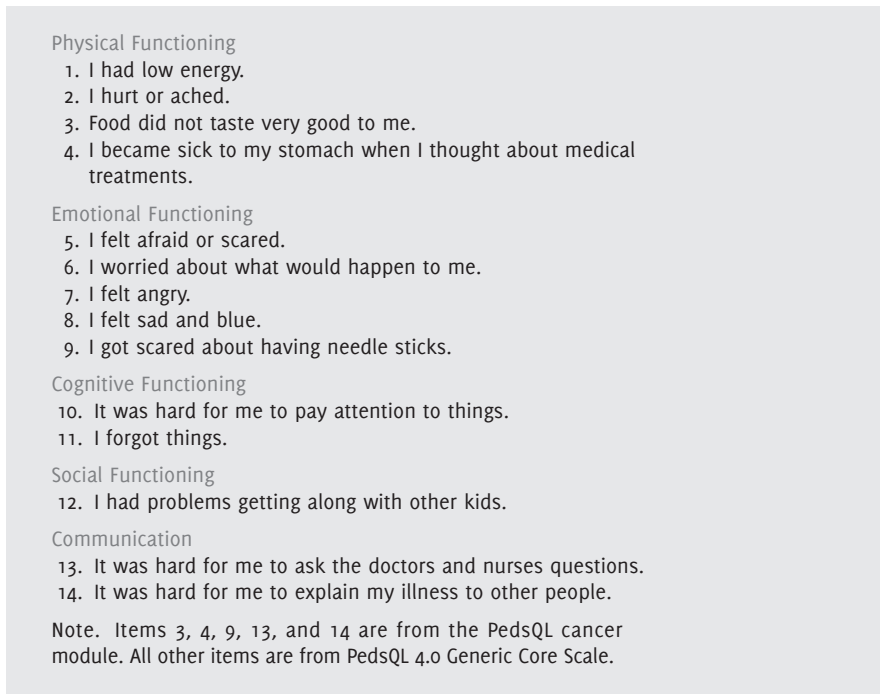 Physical Functioning
1. I had low energy.
2. I hurt or ached.
3. Food did not taste very good to me.
4. I became sick to my stomach when I thought about medical
treatments.
Emotional Functioning
5. I felt afraid or scared.
6. I worried about what would happen to me.
7. I felt angry.
8. I felt sad and blue.
9. I got scared about having needle sticks.
Cognitive Functioning
10. It was hard for me to pay attention to things.
11. I forgot things.
Social Functioning
12. I had problems getting along with other kids.
Communication
13. It was hard for me to ask the doctors and nurses questions.
14. It was hard for me to explain my illness to other people.
Note. Items 3, 4, 9, 13, and 14 are from the PedsQL cancer
module. All other items are from PedsQL 4.0 Generic Core Scale.